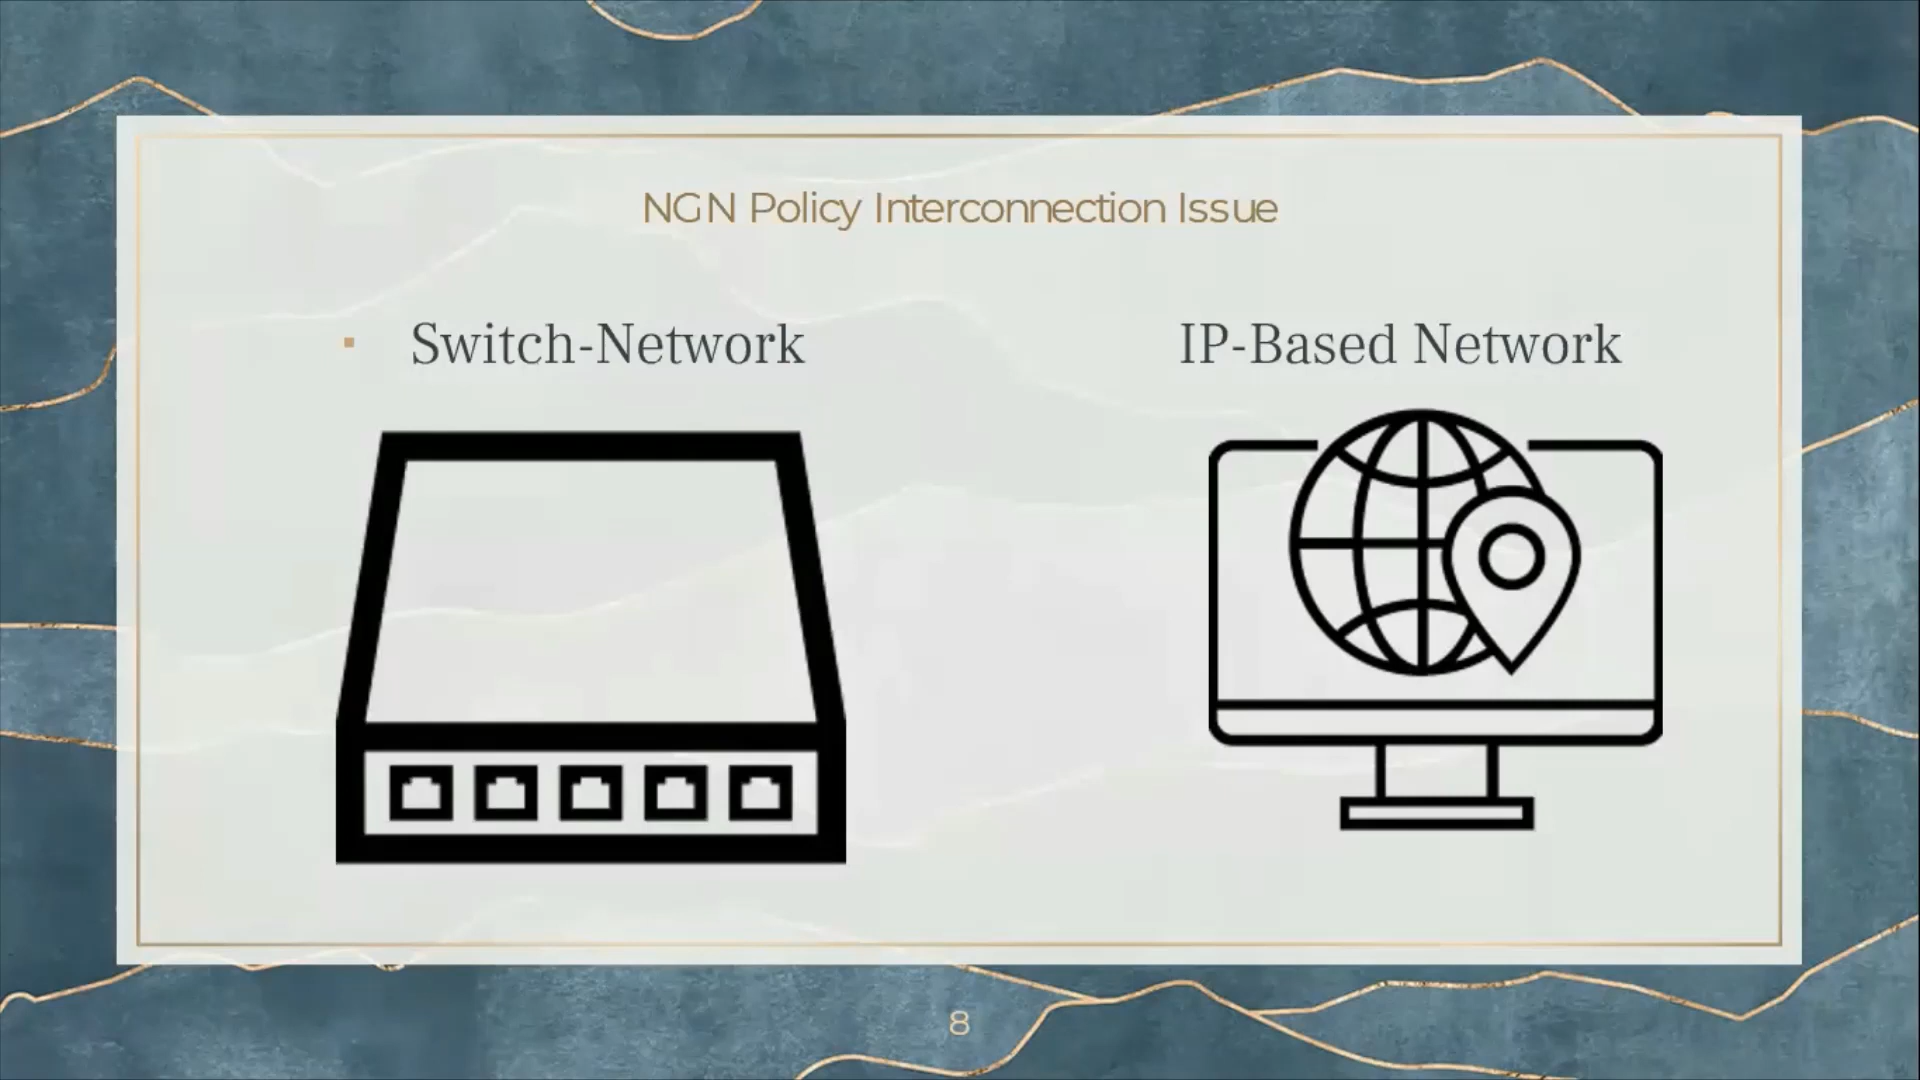 NGN Policy Interconnection Issue
▪ Switch-Network
IP-Based Network
8